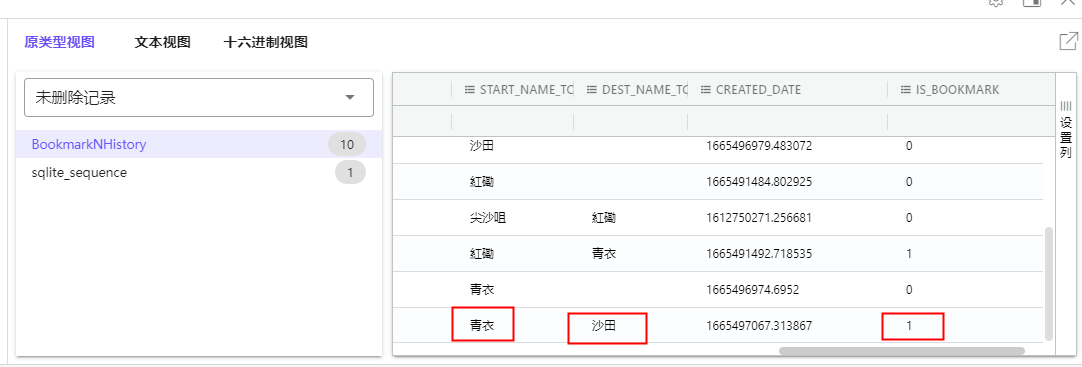 原类型视图 文本视图 十六进制视图
未删除记录
BookmarkNHistory 10
sqlite_sequence 1
START_NAME_TC DEST_NAME_TC CREATED_DATE IS_BOOKMARK
沙田 1665496979.483072 0
紅磡 1665491484.802925 0
尖沙咀 紅磡 1612750271.256681 0
紅磡 青衣 1665491492.718535 1
青衣 1665496974.6952 0
青衣 沙田 1665497067.313867 1
设置列